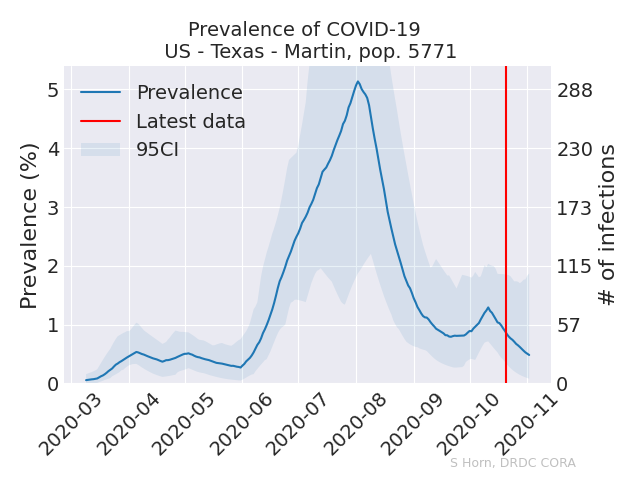 Prevalence of COVID-19
US - Texas - Martin, pop. 5771
Prevalence
Latest data
95CI
Prevalence (%)
5
4
3
2
1
0
# of infections
288
230
173
115
57
0
2020-03
2020-04
2020-05
2020-06
2020-07
2020-08
2020-09
2020-10
2020-11
S Horn, DRDC CORA